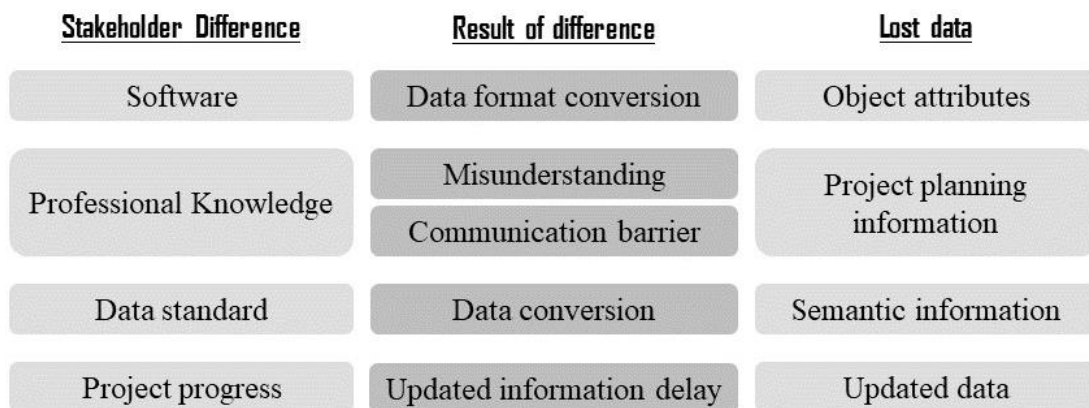 Stakeholder Difference
Result of difference
Lost data
Software
Data format conversion
Object attributes
Professional Knowledge
Misunderstanding
Communication barrier
Project planning
information
Data standard
Data conversion
Semantic information
Project progress
Updated information delay
Updated data